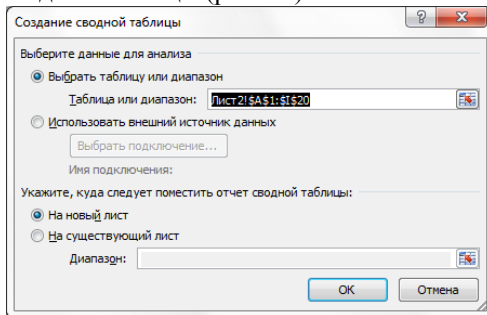 Создание сводной таблицы
Выберите данные для анализа
Выбрать таблицу или диапазон
Таблица или диапазон: Лист2!$A$1:$I$20
Использовать внешний источник данных
Выбрать подключение...
Имя подключения:
Укажите, куда следует поместить отчет сводной таблицы:
На новый лист
На существующий лист
Диапазон:
ОК Отмена